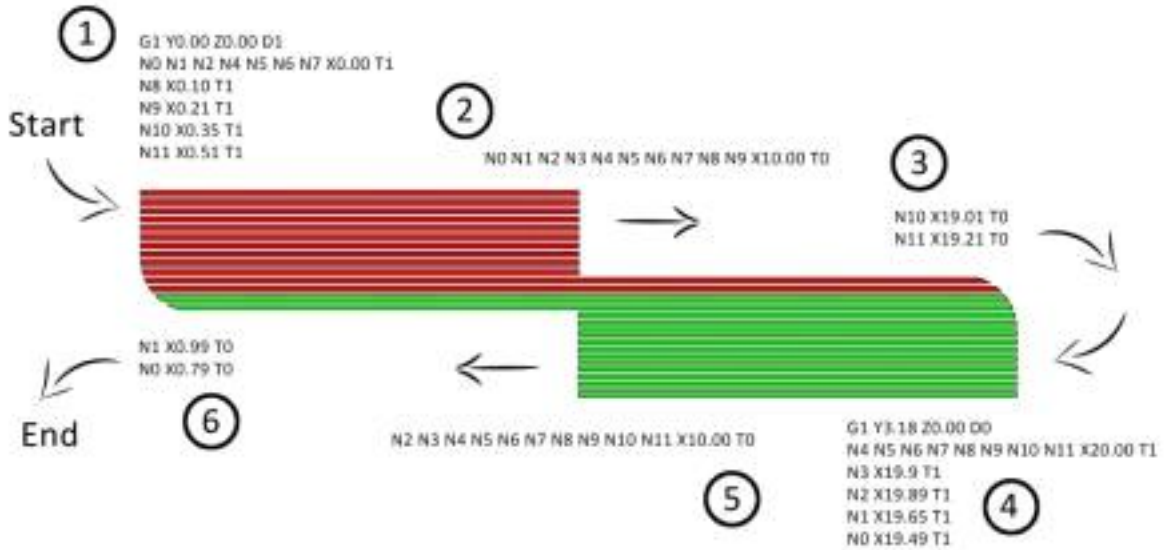 1
G1 Y0.00 Z0.00 D1
N0 N1 N2 N4 N5 N6 N7 X0.00 T1
N8 X0.10 T1
N9 X0.21 T1
N10 X0.35 T1
N11 X0.51 T1
Start
2
N0 N1 N2 N3 N4 N5 N6 N7 N8 N9 X10.00 T0
3
N10 X19.01 T0
N11 X19.21 T0
4
G1 Y3.18 Z0.00 D0
N4 N5 N6 N7 N8 N9 N10 N11 X20.00 T1
N3 X19.9 T1
N2 X19.89 T1
N1 X19.65 T1
N0 X19.49 T1
5
N2 N3 N4 N5 N6 N7 N8 N9 N10 N11 X10.00 T0
6
N1 X0.99 T0
N0 X0.79 T0
End